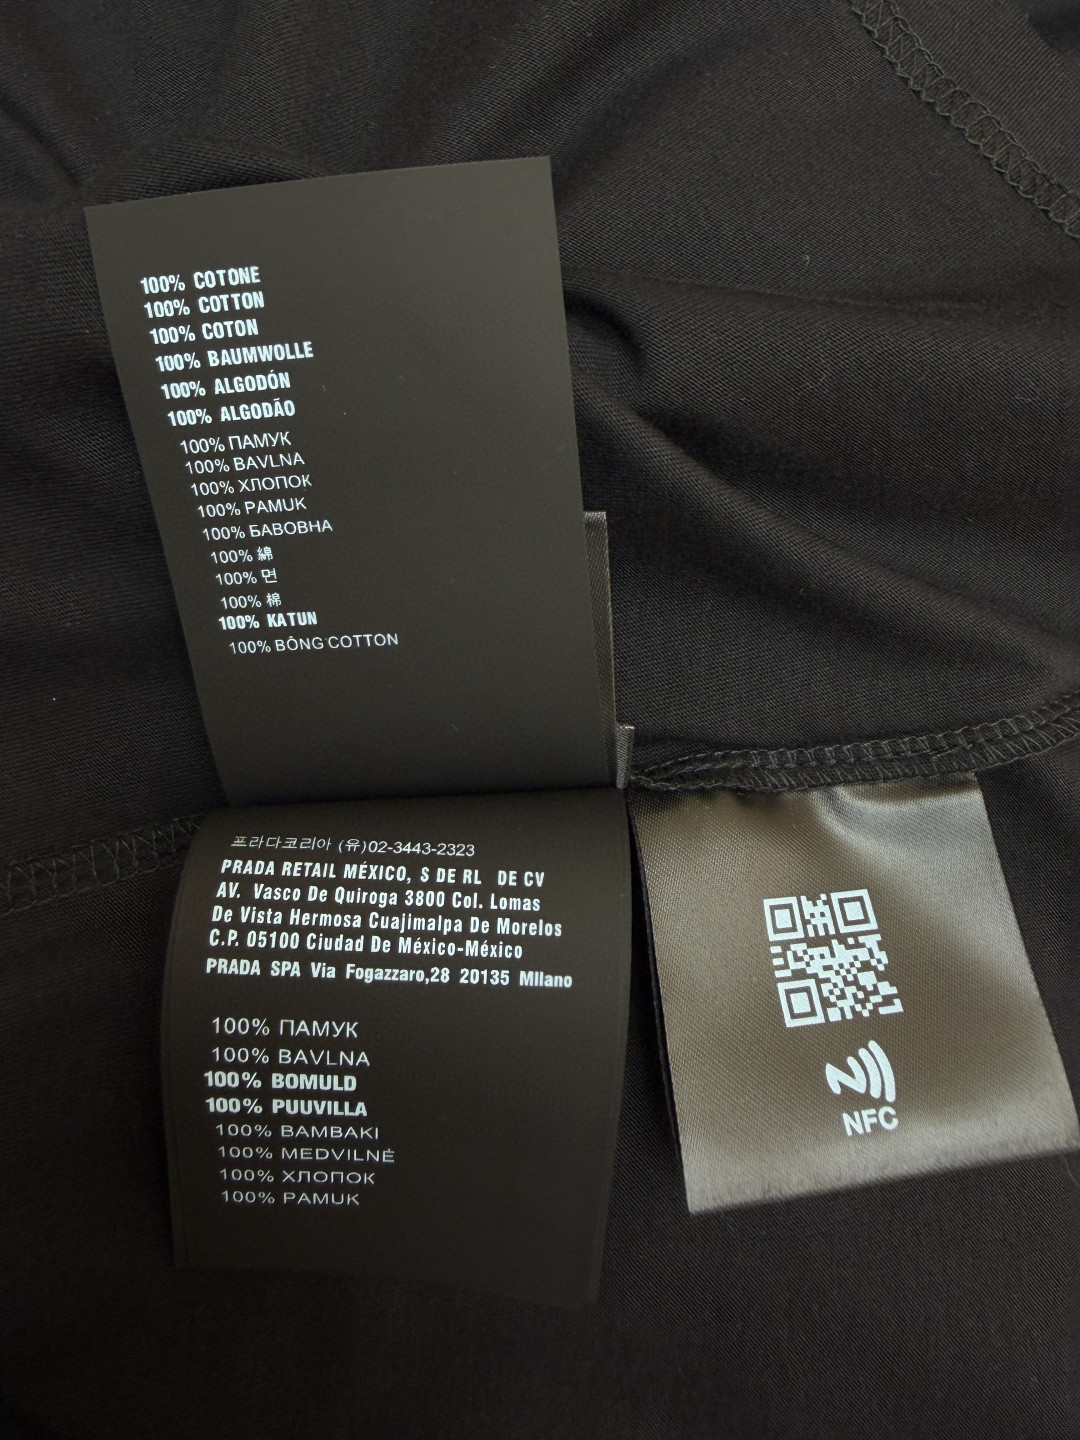 100% COTONE
100% COTTON
100% COTON
100% BAUMWOLLE
100% ALGODÓN
100% ALGODÃO
100% ПАМУК
100% BAVLNA
100% ХЛОПОК
100% PAMUK
100% БАВОВНА
100% 綿
100% 면
100% 棉
100% KATUN
100% BÔNG COTTON
프라다코리아 (유)02-3443-2323
PRADA RETAIL MÉXICO, S DE RL DE CV
AV. Vasco De Quiroga 3800 Col. Lomas
De Vista Hermosa Cuajimalpa De Morelos
C.P. 05100 Ciudad De México-México
PRADA SPA Via Fogazzaro,28 20135 MIlano
100% ПАМУК
100% BAVLNA
100% BOMULD
100% PUUVILLA
100% BAMBAKI
100% MEDVILNĖ
100% ХЛОПОК
100% PAMUK
NFC